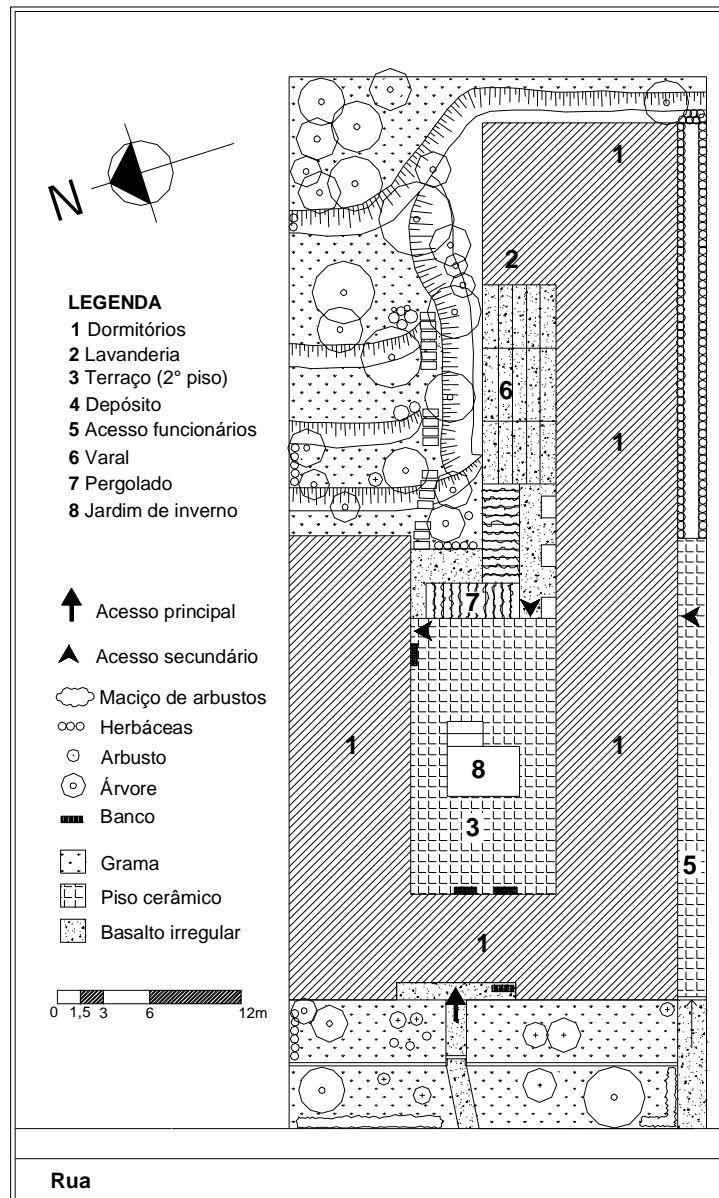 N
LEGENDA
1 Dormitórios
2 Lavanderia
3 Terraço (2° piso)
4 Depósito
5 Acesso funcionários
6 Varal
7 Pergolado
8 Jardim de inverno
Acesso principal
Acesso secundário
Maciço de arbustos
Herbáceas
Arbusto
Árvore
Banco
Grama
Piso cerâmico
Basalto irregular
0 1,5 3 6 12m
1
2
6
1
7
1
8
1
3
5
1
Rua